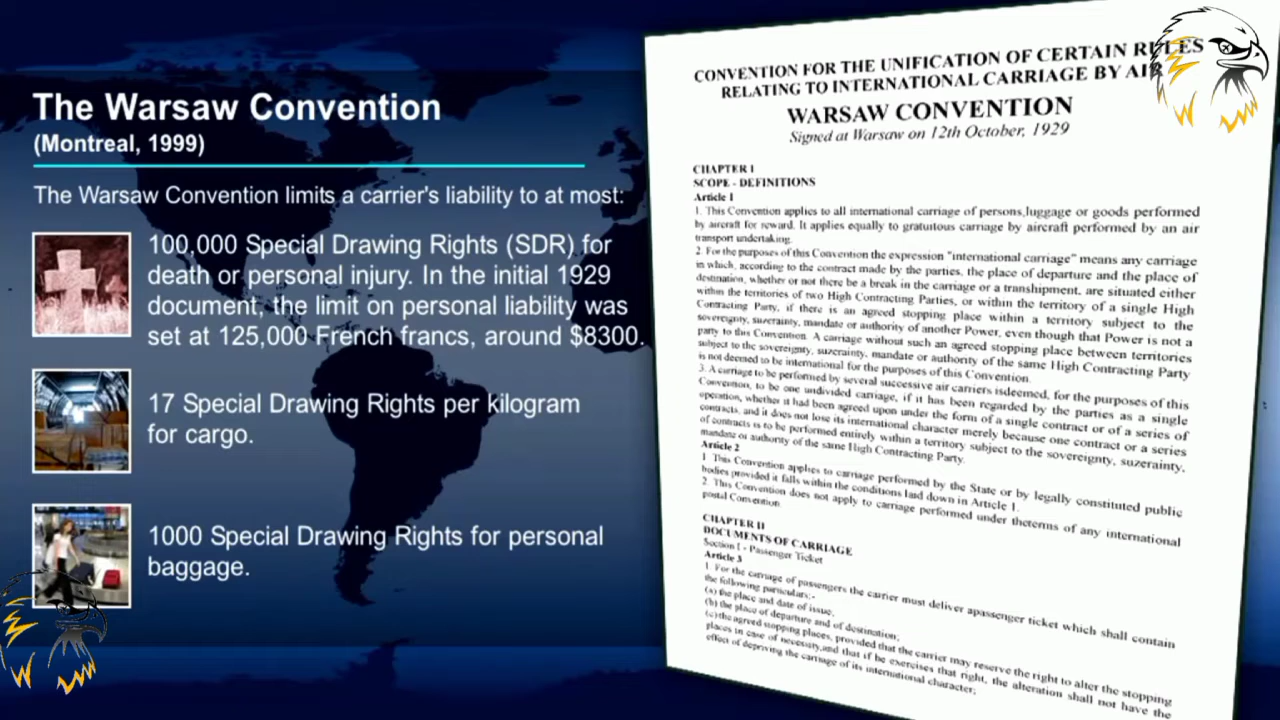 The Warsaw Convention
(Montreal, 1999)
The Warsaw Convention limits a carrier's liability to at most:
100,000 Special Drawing Rights (SDR) for
death or personal injury. In the initial 1929
document, the limit on personal liability was
set at 125,000 French francs, around $8300.
17 Special Drawing Rights per kilogram
for cargo.
1000 Special Drawing Rights for personal
baggage.
CONVENTION FOR THE UNIFICATION OF CERTAIN RULES
RELATING TO INTERNATIONAL CARRIAGE BY AIR
WARSAW CONVENTION
Signed at Warsaw on 12th October, 1929
CHAPTER I
SCOPE - DEFINITIONS
Article 1
1. This Convention applies to all international carriage of persons,luggage or goods performed
by aircraft for reward. It applies equally to gratuitous carriage by aircraft performed by an air
transport undertaking.
2. For the purposes of this Convention the expression "international carriage" means any carriage
in which, according to the contract made by the parties, the place of departure and the place of
destination, whether or not there be a break in the carriage or a transhipment, are situated either
within the territories of two High Contracting Parties, or within the territory of a single High
Contracting Party, if there is an agreed stopping place within a territory subject to the
sovereignty, suzerainty, mandate or authority of another Power, even though that Power is not a
party to this Convention. A carriage without such an agreed stopping place between territories
subject to the sovereignty, suzerainty, mandate or authority of the same High Contracting Party
is not deemed to be international for the purposes of this Convention.
3. A carriage to be performed by several successive air carriers isdeemed, for the purposes of this
Convention, to be one undivided carriage, if it has been regarded by the parties as a single
operation, whether it had been agreed upon under the form of a single contract or of a series of
contracts, and it does not lose its international character merely because one contract or a series
of contracts is to be performed entirely within a territory subject to the sovereignty, suzerainty,
mandate or authority of the same High Contracting Party.
Article 2
1. This Convention applies to carriage performed by the State or by legally constituted public
bodies provided it falls within the conditions laid down in Article 1.
2. This Convention does not apply to carriage performed under theterms of any international
postal Convention.
CHAPTER II
DOCUMENTS OF CARRIAGE
Section I - Passenger Ticket
Article 3
1. For the carriage of passengers the carrier must deliver apassenger ticket which shall contain
the following particulars:-
(a) the place and date of issue;
(b) the place of departure and of destination;
(c) the agreed stopping places, provided that the carrier may reserve the right to alter the stopping
places in case of necessity,and that if he exercises that right, the alteration shall not have the
effect of depriving the carriage of its international character;